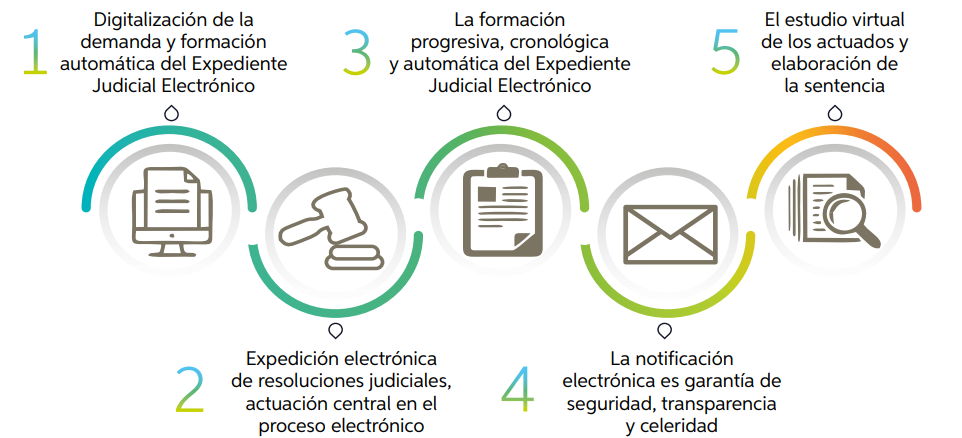 1
Digitalización de la
demanda y formación
automática del Expediente
Judicial Electrónico
2
Expedición electrónica
de resoluciones judiciales,
actuación central en el
proceso electrónico
3
La formación
progresiva, cronológica
y automática del Expediente
Judicial Electrónico
4
La notificación
electrónica es garantía de
seguridad, transparencia
y celeridad
5
El estudio virtual
de los actuados y
elaboración de
la sentencia